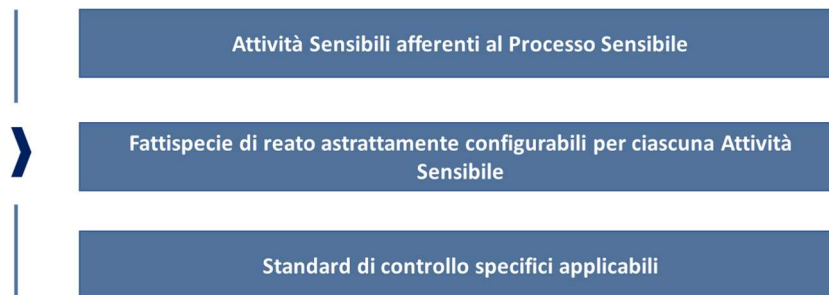 Attività Sensibili afferenti al Processo Sensibile
Fattispecie di reato astrattamente configurabili per ciascuna Attività
Sensibile
Standard di controllo specifici applicabili